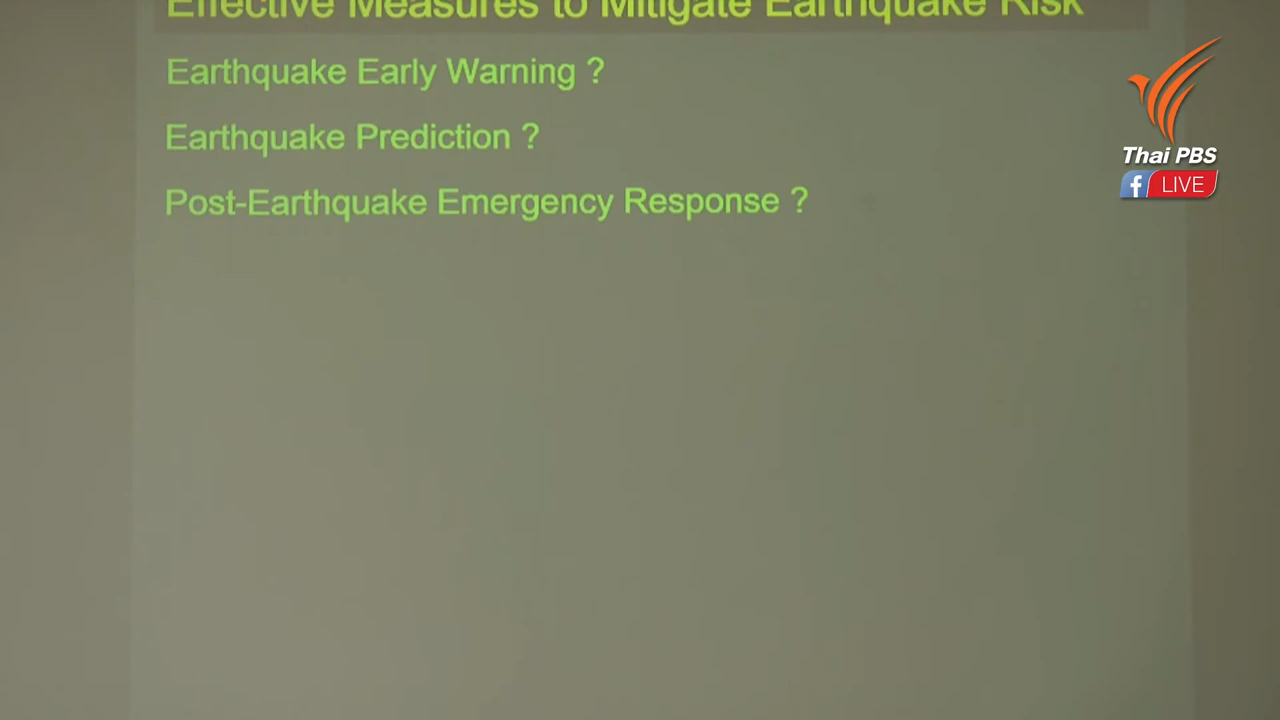 Effective Measures to Mitigate Earthquake Risk
Earthquake Early Warning ?
Earthquake Prediction ?
Post-Earthquake Emergency Response ?
Thai PBS
f LIVE